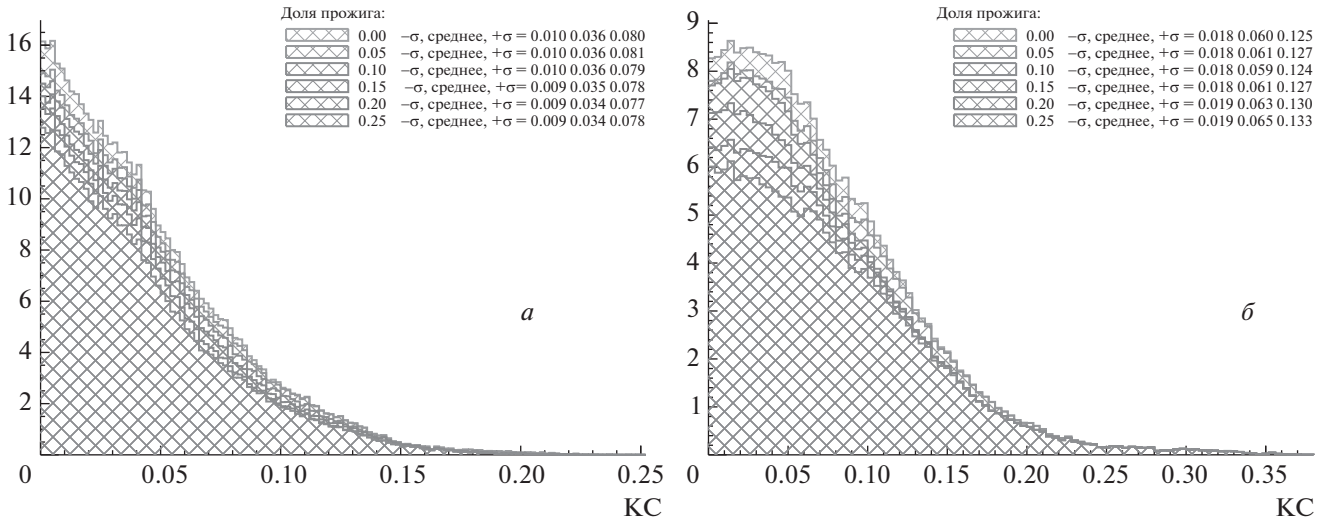 Доля прожига:
0.00 –σ, среднее, +σ = 0.010 0.036 0.080
0.05 –σ, среднее, +σ = 0.010 0.036 0.081
0.10 –σ, среднее, +σ = 0.010 0.036 0.079
0.15 –σ, среднее, +σ= 0.009 0.035 0.078
0.20 –σ, среднее, +σ = 0.009 0.034 0.077
0.25 –σ, среднее, +σ = 0.009 0.034 0.078
16
14
12
10
8
6
4
2
0 0.05 0.10 0.15 0.20 0.25
КС
а
Доля прожига:
0.00 –σ, среднее, +σ = 0.018 0.060 0.125
0.05 –σ, среднее, +σ = 0.018 0.061 0.127
0.10 –σ, среднее, +σ = 0.018 0.059 0.124
0.15 –σ, среднее, +σ = 0.018 0.061 0.127
0.20 –σ, среднее, +σ = 0.019 0.063 0.130
0.25 –σ, среднее, +σ = 0.019 0.065 0.133
9
8
7
6
5
4
3
2
1
0 0.05 0.10 0.15 0.20 0.25 0.30 0.35
КС
б